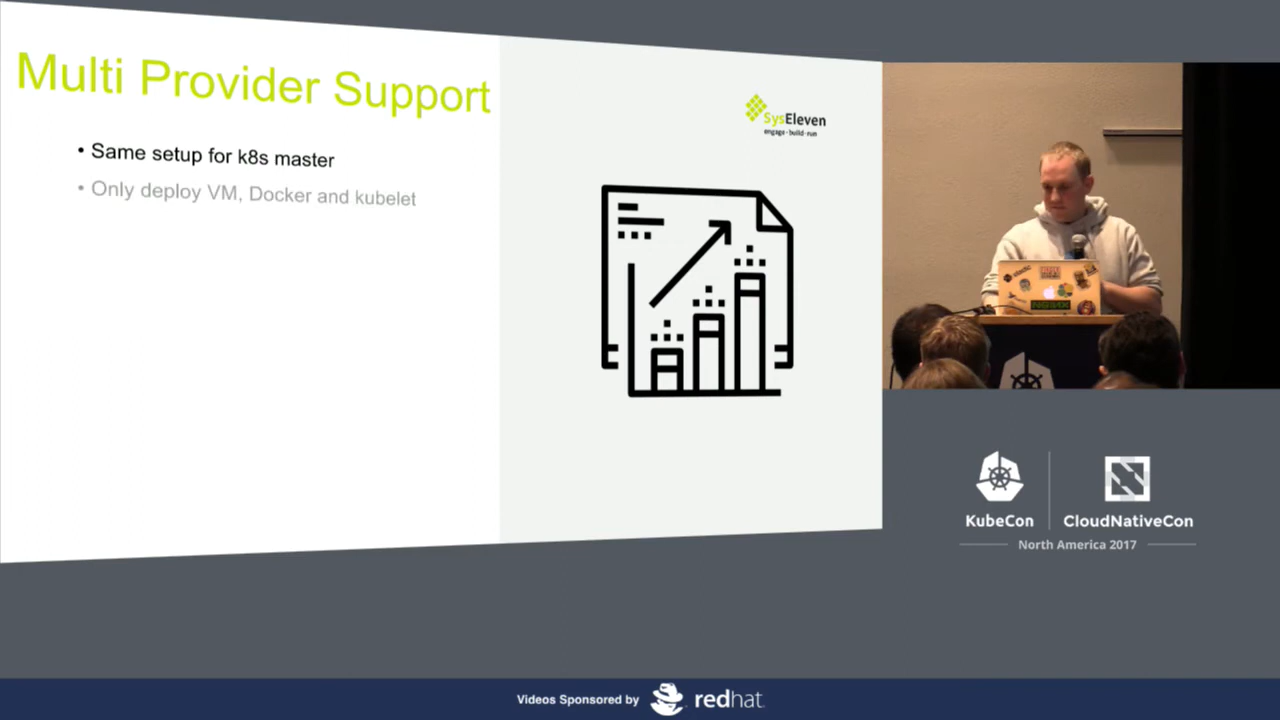 Multi Provider Support
• Same setup for k8s master
• Only deploy VM, Docker and kubelet
SysEleven
engage·build·run
KubeCon
CloudNativeCon
North America 2017
Videos Sponsored by
redhat